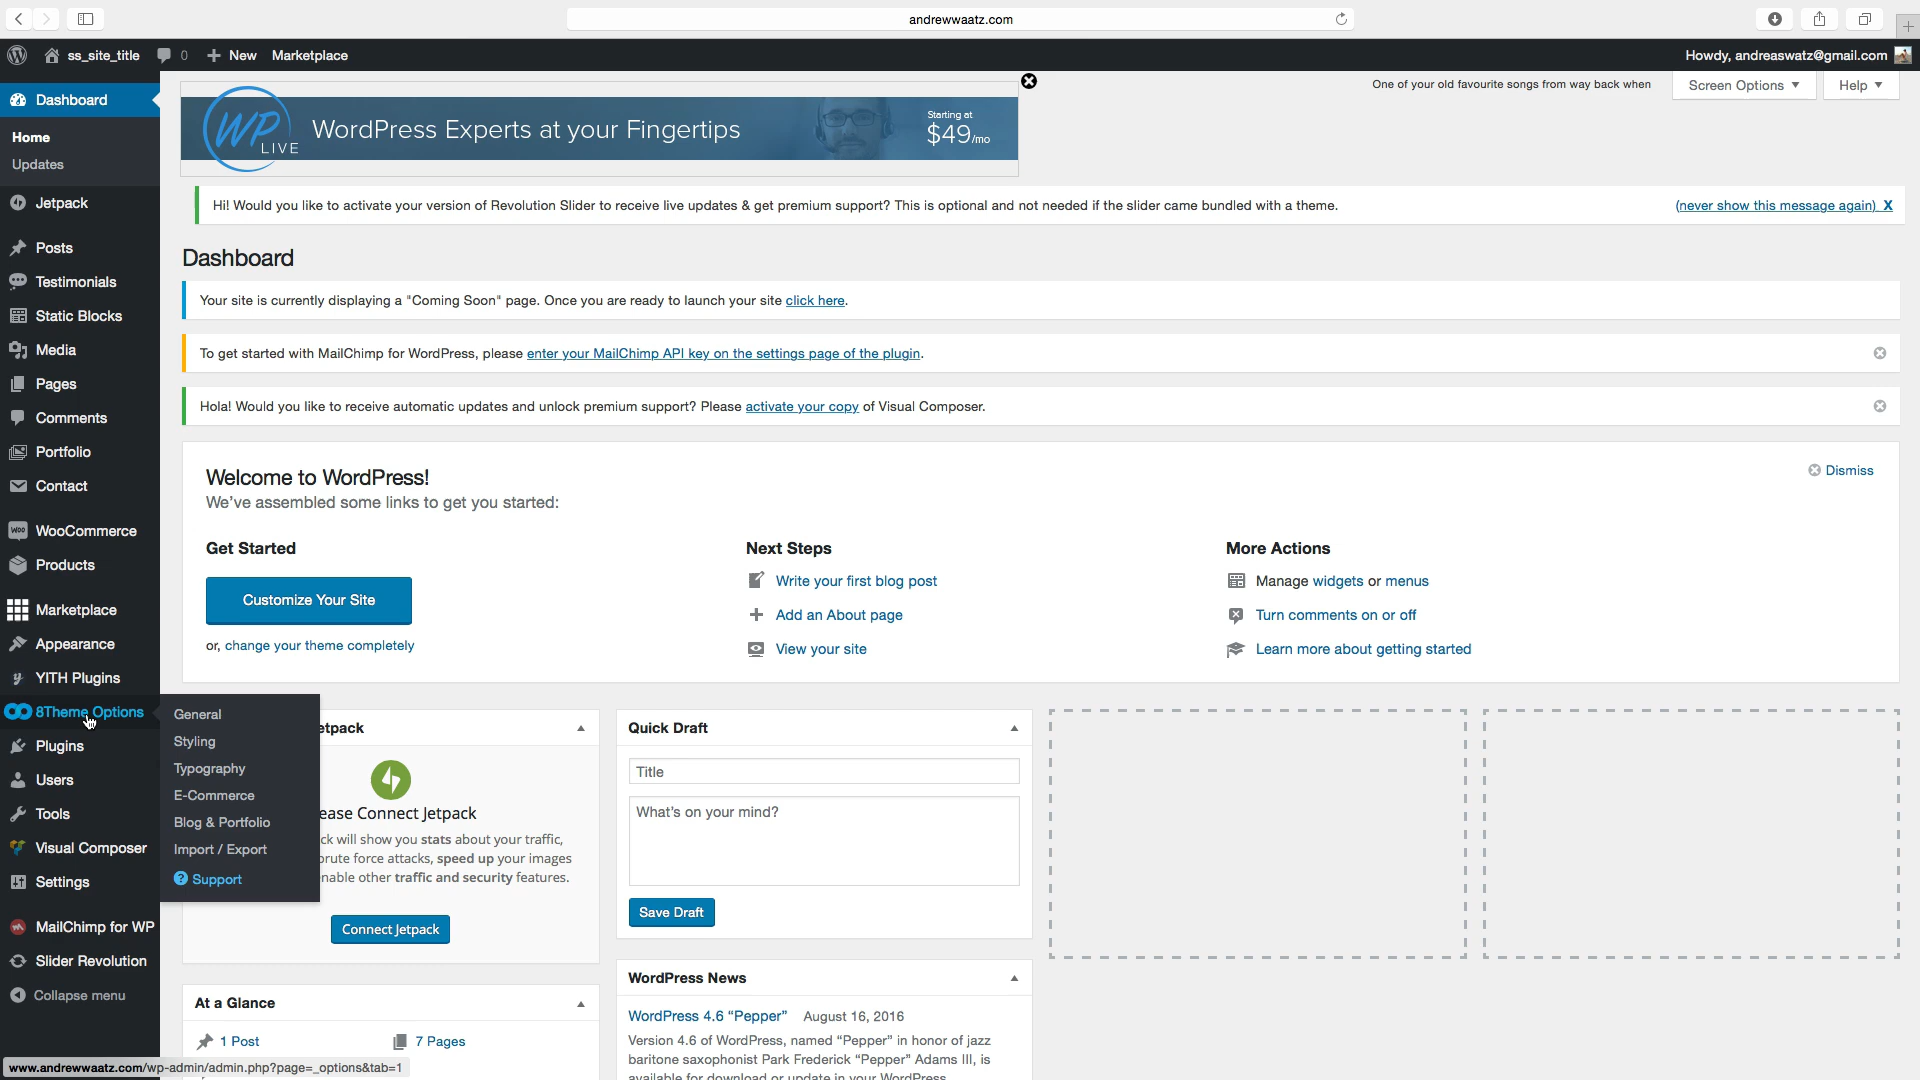 andrewwaatz.com
ss_site_title 0 New Marketplace
Howdy, andreaswatz@gmail.com
Dashboard
Home
Updates
Jetpack
Posts
Testimonials
Static Blocks
Media
Pages
Comments
Portfolio
Contact
WooCommerce
Products
Marketplace
Appearance
YITH Plugins
8Theme Options
Plugins
Users
Tools
Visual Composer
Settings
MailChimp for WP
Slider Revolution
Collapse menu
General
Styling
Typography
E-Commerce
Blog & Portfolio
Import / Export
Support
WP LIVE
WordPress Experts at your Fingertips
Starting at
$49/mo
One of your old favourite songs from way back when
Screen Options
Help
Hi! Would you like to activate your version of Revolution Slider to receive live updates & get premium support? This is optional and not needed if the slider came bundled with a theme.
(never show this message again) X
Dashboard
Your site is currently displaying a "Coming Soon" page. Once you are ready to launch your site click here.
To get started with MailChimp for WordPress, please enter your MailChimp API key on the settings page of the plugin.
Hola! Would you like to receive automatic updates and unlock premium support? Please activate your copy of Visual Composer.
Welcome to WordPress!
We've assembled some links to get you started:
Dismiss
Get Started
Customize Your Site
or, change your theme completely
Next Steps
Write your first blog post
Add an About page
View your site
More Actions
Manage widgets or menus
Turn comments on or off
Learn more about getting started
etpack
ease Connect Jetpack
ck will show you stats about your traffic,
brute force attacks, speed up your images
nable other traffic and security features.
Connect Jetpack
At a Glance
1 Post
7 Pages
Quick Draft
Title
What's on your mind?
Save Draft
WordPress News
WordPress 4.6 “Pepper” August 16, 2016
Version 4.6 of WordPress, named “Pepper” in honor of jazz
baritone saxophonist Park Frederick “Pepper” Adams III, is
available for download or update in your WordPress
www.andrewwaatz.com/wp-admin/admin.php?page=_options&tab=1